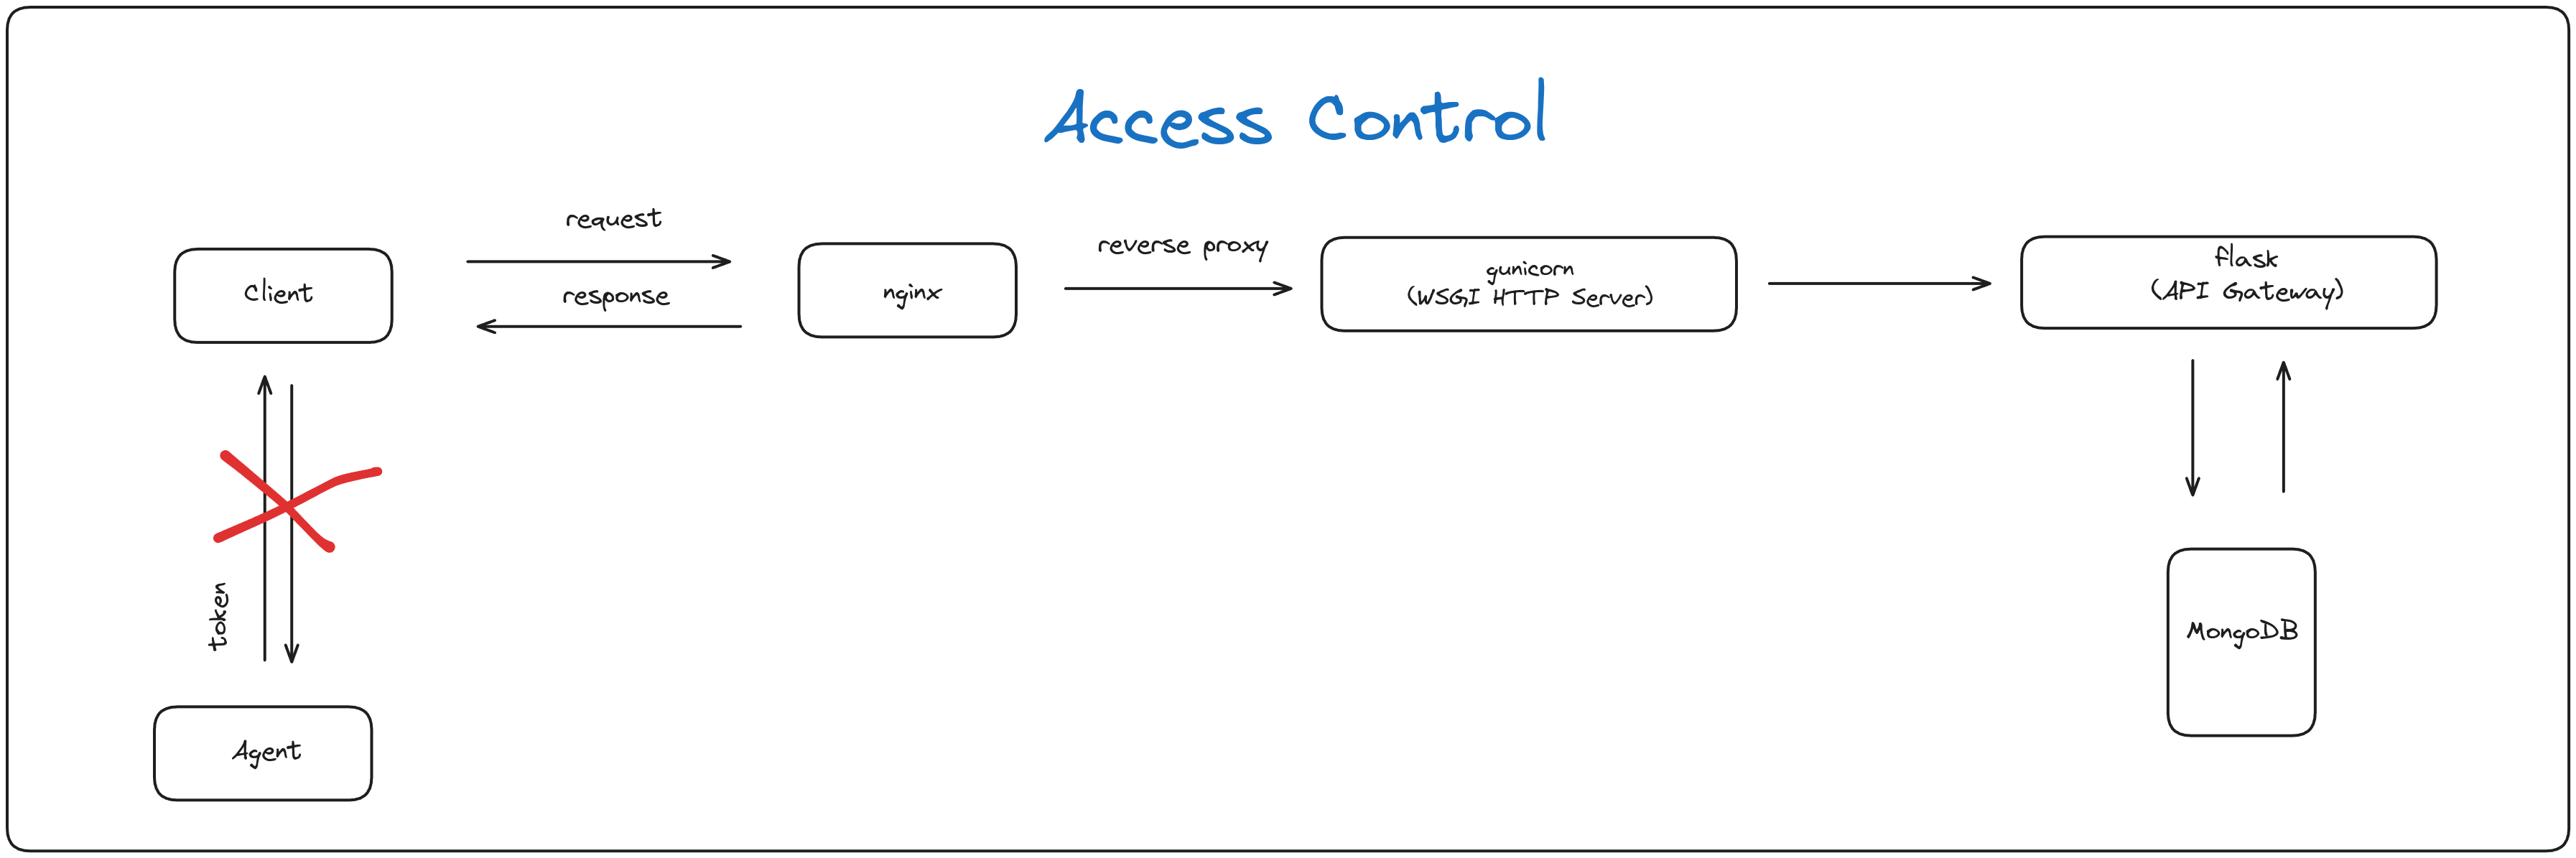 Access Control
request
reverse proxy
flask
(API Gateway)
gunicorn
(WSGI HTTP Server)
Client
response
nginx
token
MongoDB
Agent